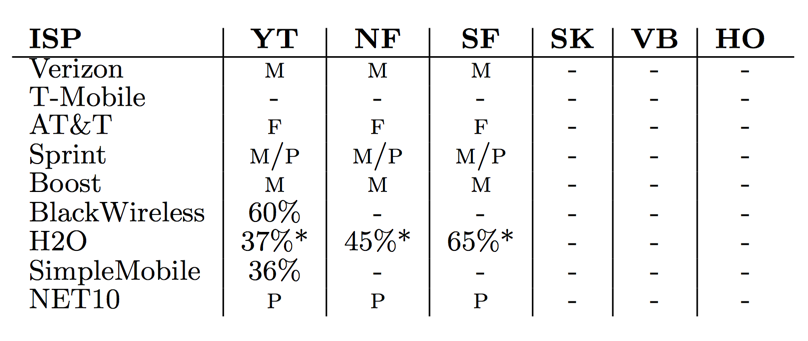 ISP YT NF SF SK VB HO
Verizon M M M - - -
T-Mobile - - - - - -
AT&T F F F - - -
Sprint M/P M/P M/P - - -
Boost M M M - - -
BlackWireless 60% - - - - -
H2O 37%* 45%* 65%* - - -
SimpleMobile 36% - - - - -
NET10 P P P - - -